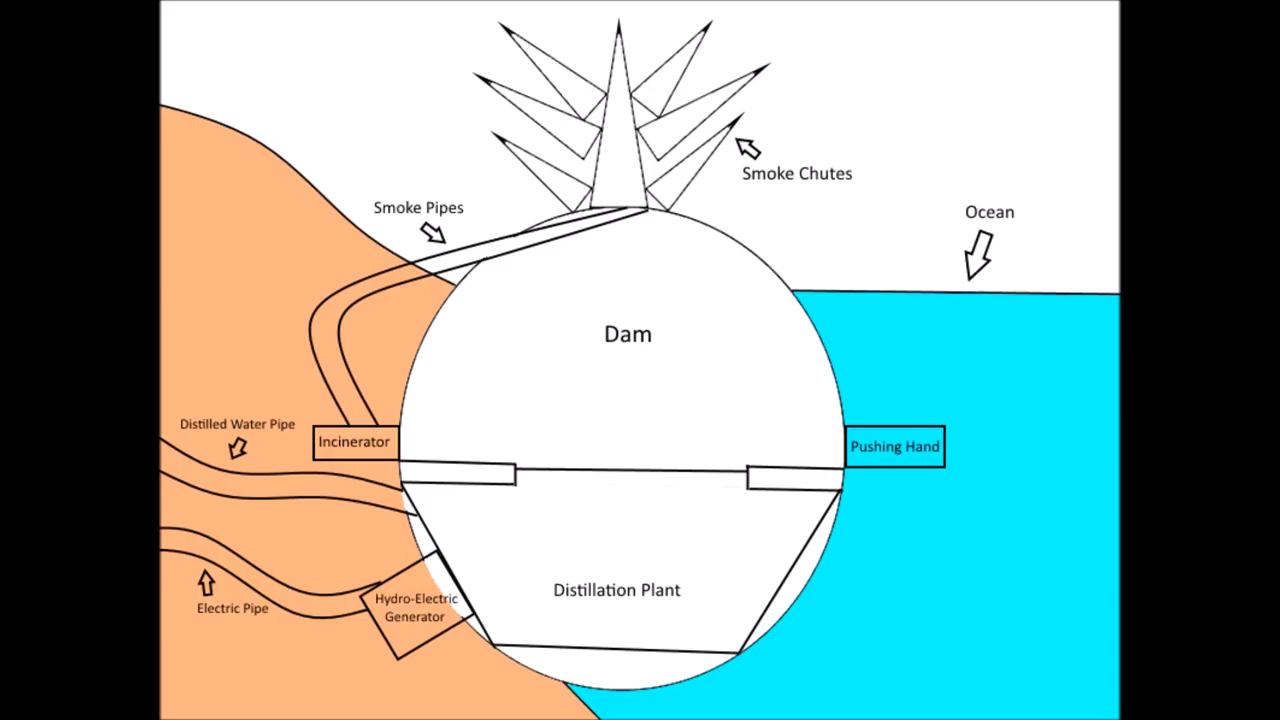 Smoke Chutes
Smoke Pipes
Ocean
Dam
Distilled Water Pipe
Incinerator
Pushing Hand
Distillation Plant
Hydro-Electric
Generator
Electric Pipe